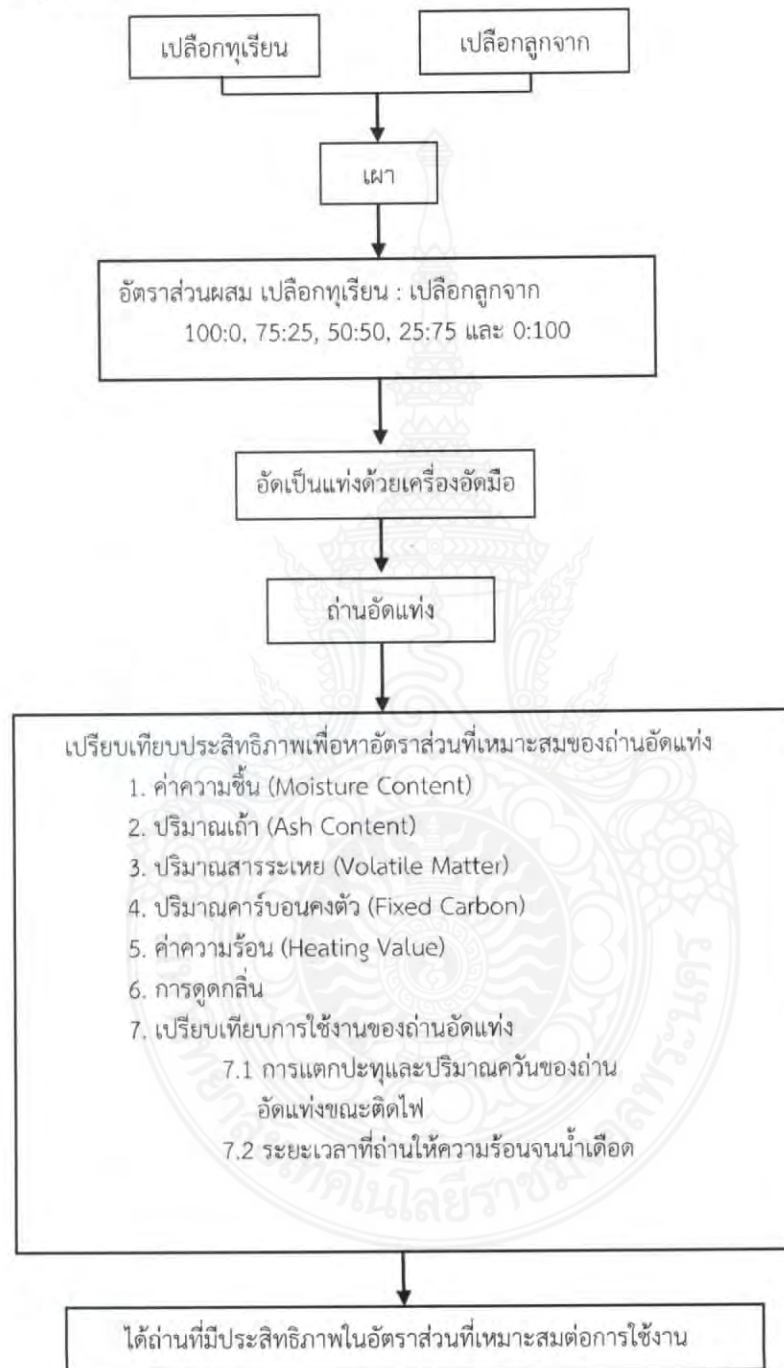 เปลือกทุเรียน
เปลือกลูกจาก
เผา
อัตราส่วนผสม เปลือกทุเรียน : เปลือกลูกจาก
100:0, 75:25, 50:50, 25:75 และ 0:100
อัดเป็นแท่งด้วยเครื่องอัดมือ
ถ่านอัดแท่ง
เปรียบเทียบประสิทธิภาพเพื่อหาอัตราส่วนที่เหมาะสมของถ่านอัดแท่ง
1. ค่าความชื้น (Moisture Content)
2. ปริมาณเถ้า (Ash Content)
3. ปริมาณสารระเหย (Volatile Matter)
4. ปริมาณคาร์บอนคงตัว (Fixed Carbon)
5. ค่าความร้อน (Heating Value)
6. การดูดกลิ่น
7. เปรียบเทียบการใช้งานของถ่านอัดแท่ง
7.1 การแตกปะทุและปริมาณควันของถ่าน
อัดแท่งขณะติดไฟ
7.2 ระยะเวลาที่ถ่านให้ความร้อนจนน้ำเดือด
ได้ถ่านที่มีประสิทธิภาพในอัตราส่วนที่เหมาะสมต่อการใช้งาน